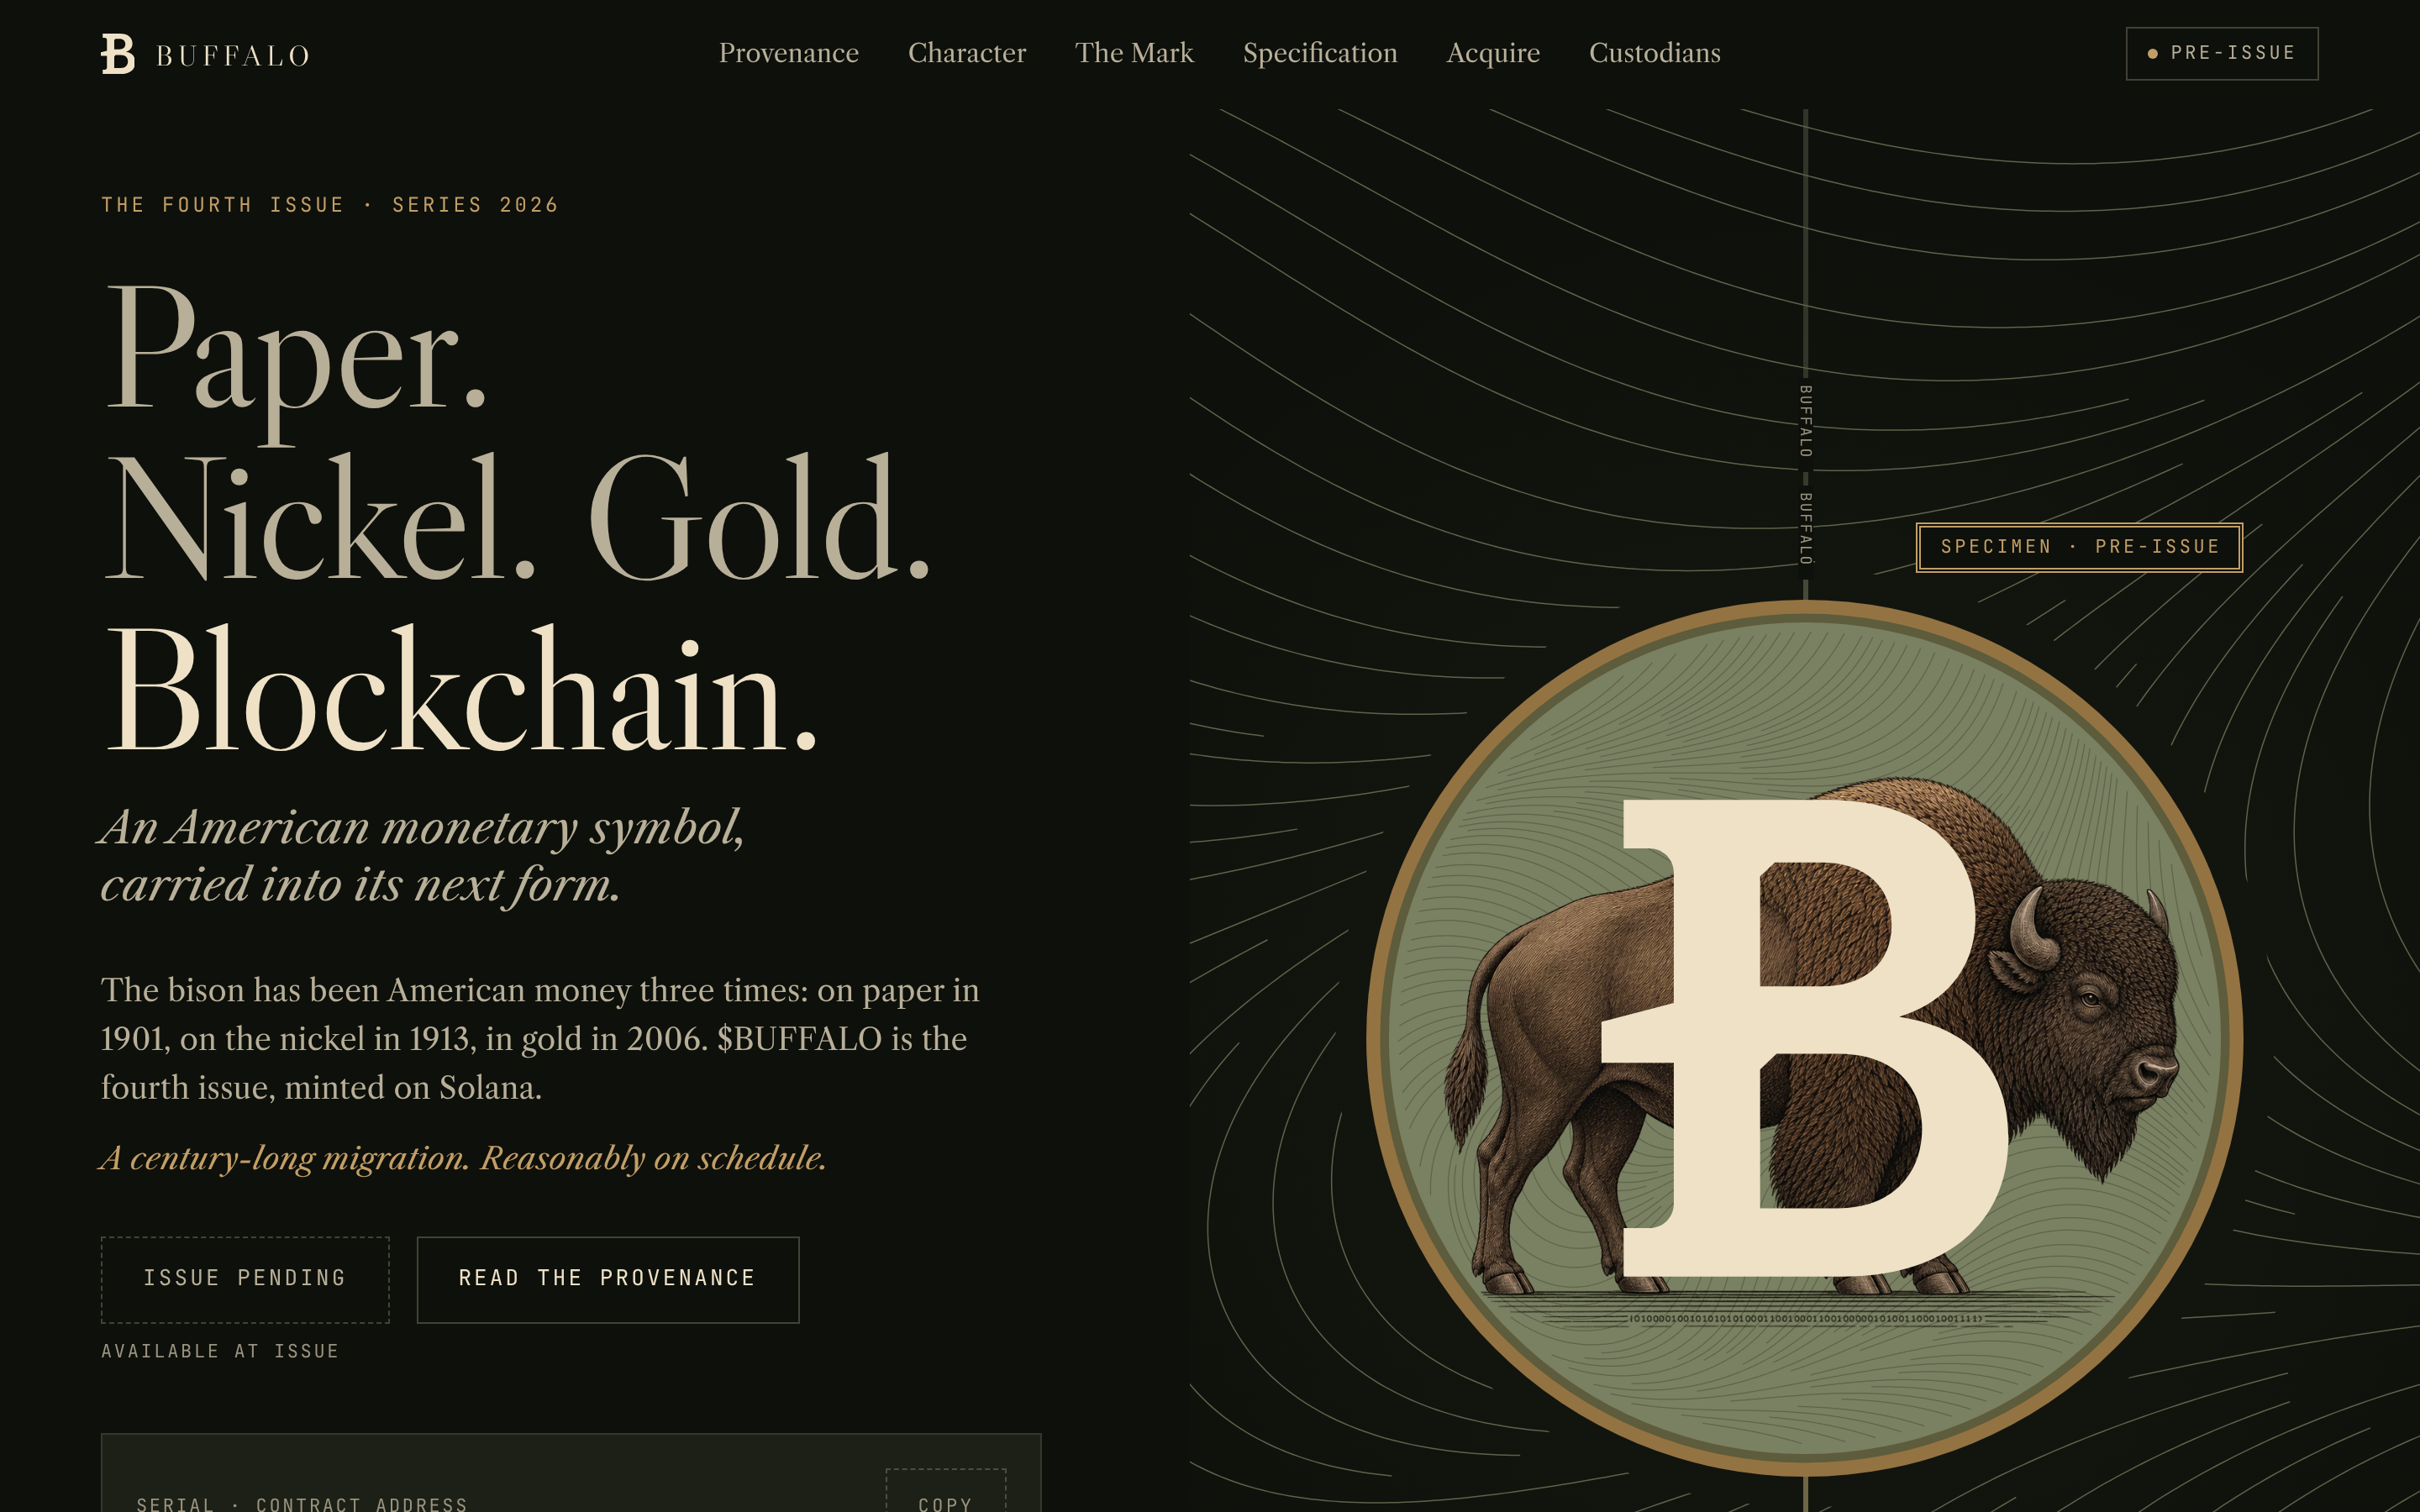 BUFFALO
Provenance
Character
The Mark
Specification
Acquire
Custodians
PRE-ISSUE
THE FOURTH ISSUE · SERIES 2026
Paper.
Nickel. Gold.
Blockchain.
An American monetary symbol,
carried into its next form.
The bison has been American money three times: on paper in
1901, on the nickel in 1913, in gold in 2006. $BUFFALO is the
fourth issue, minted on Solana.
A century-long migration. Reasonably on schedule.
ISSUE PENDING
READ THE PROVENANCE
AVAILABLE AT ISSUE
SERIAL · CONTRACT ADDRESS
COPY
BUFFALO
BUFFALO
SPECIMEN · PRE-ISSUE
B